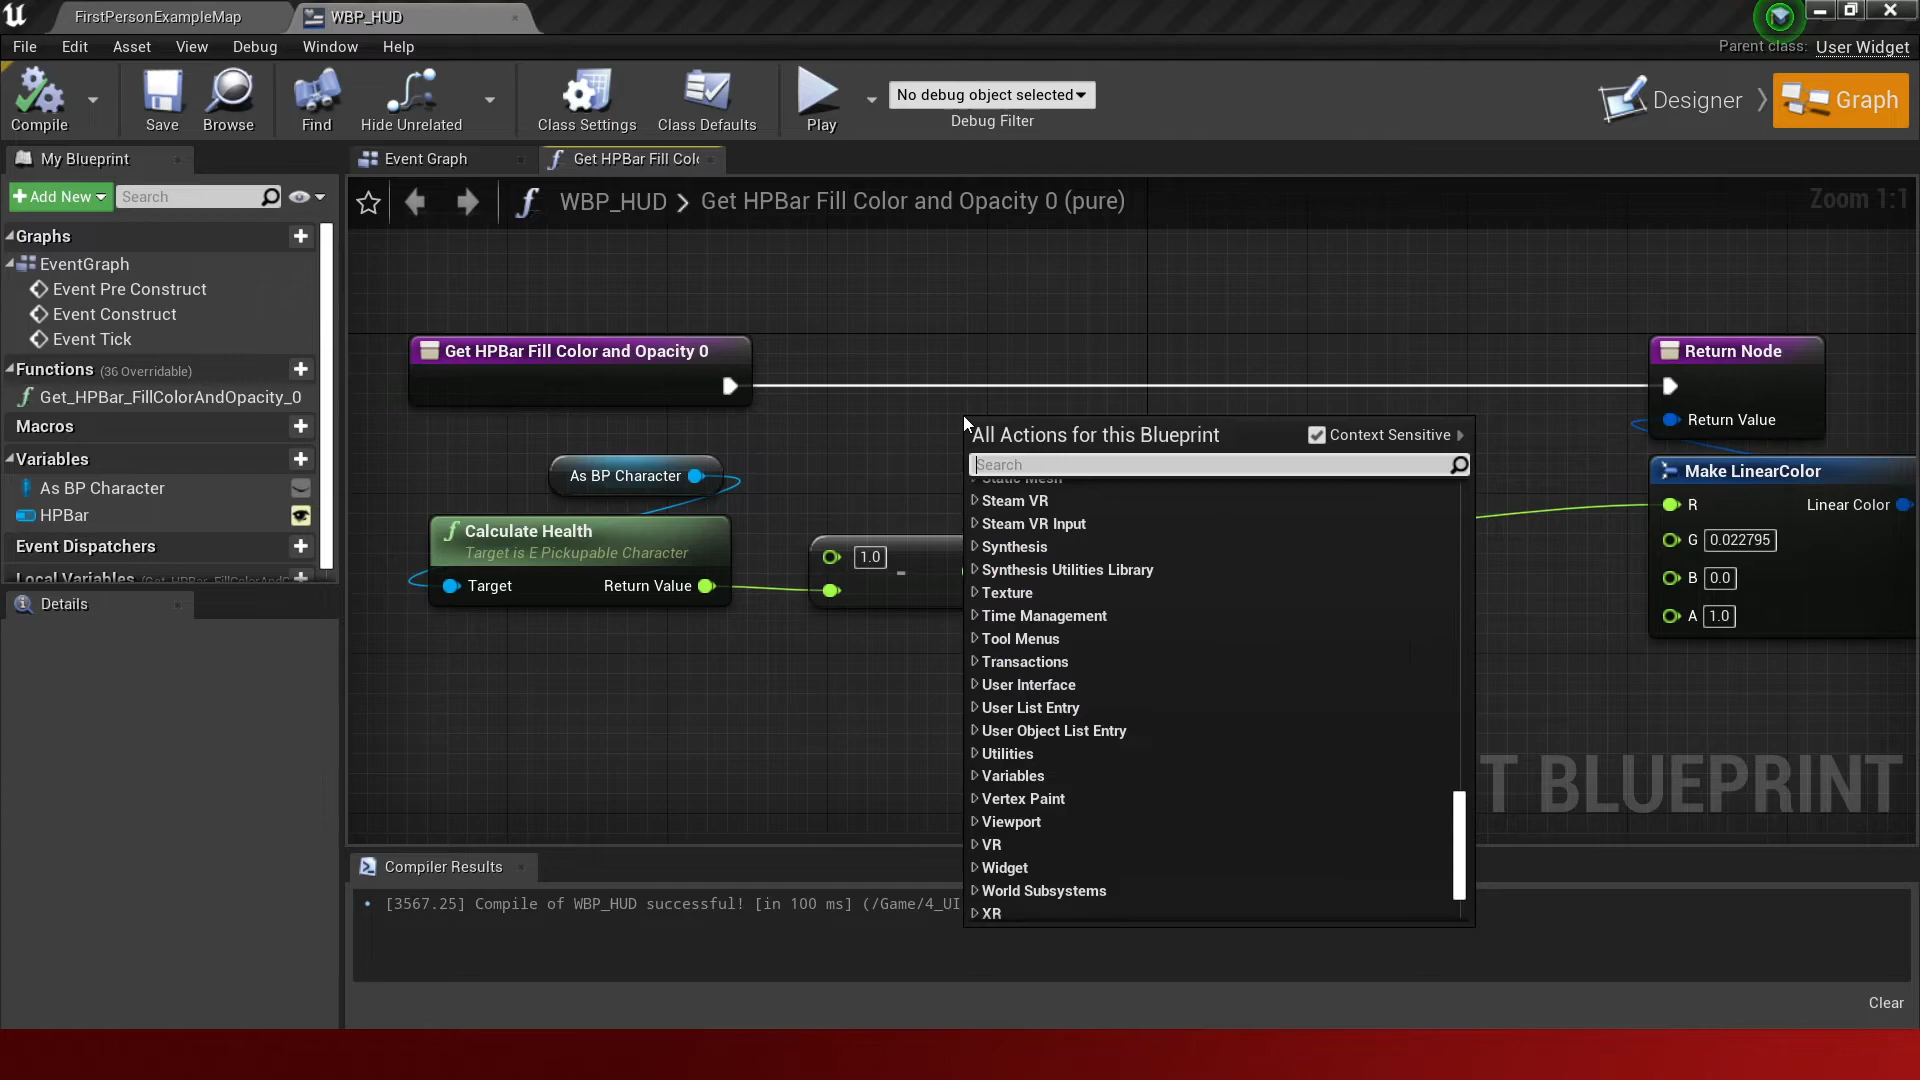 FirstPersonExampleMap
WBP_HUD
File Edit Asset View Debug Window Help
Parent class: User Widget
Compile Save Browse Find Hide Unrelated Class Settings Class Defaults Play
No debug object selected
Debug Filter
Designer
Graph
My Blueprint
Event Graph
Get HPBar Fill Col
Add New
Search
WBP_HUD > Get HPBar Fill Color and Opacity 0 (pure)
Zoom 1:1
Graphs
EventGraph
Event Pre Construct
Event Construct
Event Tick
Functions (36 Overridable)
Get_HPBar_FillColorAndOpacity_0
Macros
Variables
As BP Character
HPBar
Event Dispatchers
Local Variables
Details
Get HPBar Fill Color and Opacity 0
As BP Character
Calculate Health
Target is E Pickupable Character
Target
Return Value
1.0
-
Return Node
Return Value
Make LinearColor
R
Linear Color
G 0.022795
B 0.0
A 1.0
All Actions for this Blueprint
Context Sensitive
Search
Static Mesh
Steam VR
Steam VR Input
Synthesis
Synthesis Utilities Library
Texture
Time Management
Tool Menus
Transactions
User Interface
User List Entry
User Object List Entry
Utilities
Variables
Vertex Paint
Viewport
VR
Widget
World Subsystems
XR
T BLUEPRINT
Compiler Results
[3567.25] Compile of WBP_HUD successful! [in 100 ms] (/Game/4_UI
Clear